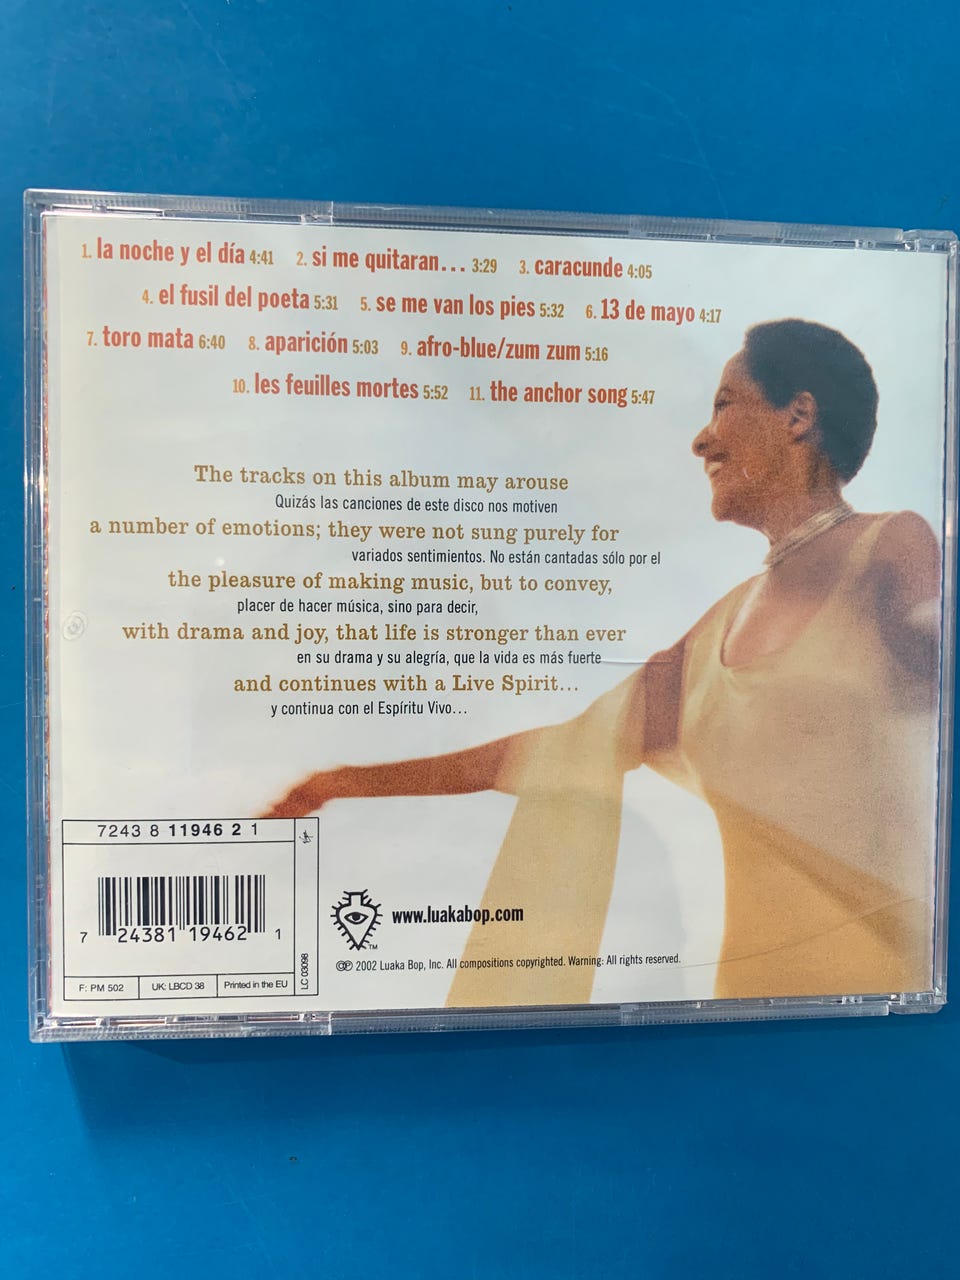 1. la noche y el día 4:41 2. si me quitaran... 3:29 3. caracunde 4:05
4. el fusil del poeta 5:31 5. se me van los pies 5:32 6. 13 de mayo 4:17
7. toro mata 6:40 8. aparición 5:03 9. afro-blue/zum zum 5:16
10. les feuilles mortes 5:52 11. the anchor song 5:47
The tracks on this album may arouse
Quizás las canciones de este disco nos motiven
a number of emotions; they were not sung purely for
variados sentimientos. No están cantadas sólo por el
the pleasure of making music, but to convey,
placer de hacer música, sino para decir,
with drama and joy, that life is stronger than ever
en su drama y su alegría, que la vida es más fuerte
and continues with a Live Spirit...
y continua con el Espíritu Vivo...
7243 8 11946 2 1
7 24381 19462 1
F: PM 502 UK: LBCD 38 Printed in the EU
LC 03098
www.luakabop.com
TM
©℗ 2002 Luaka Bop, Inc. All compositions copyrighted. Warning: All rights reserved.